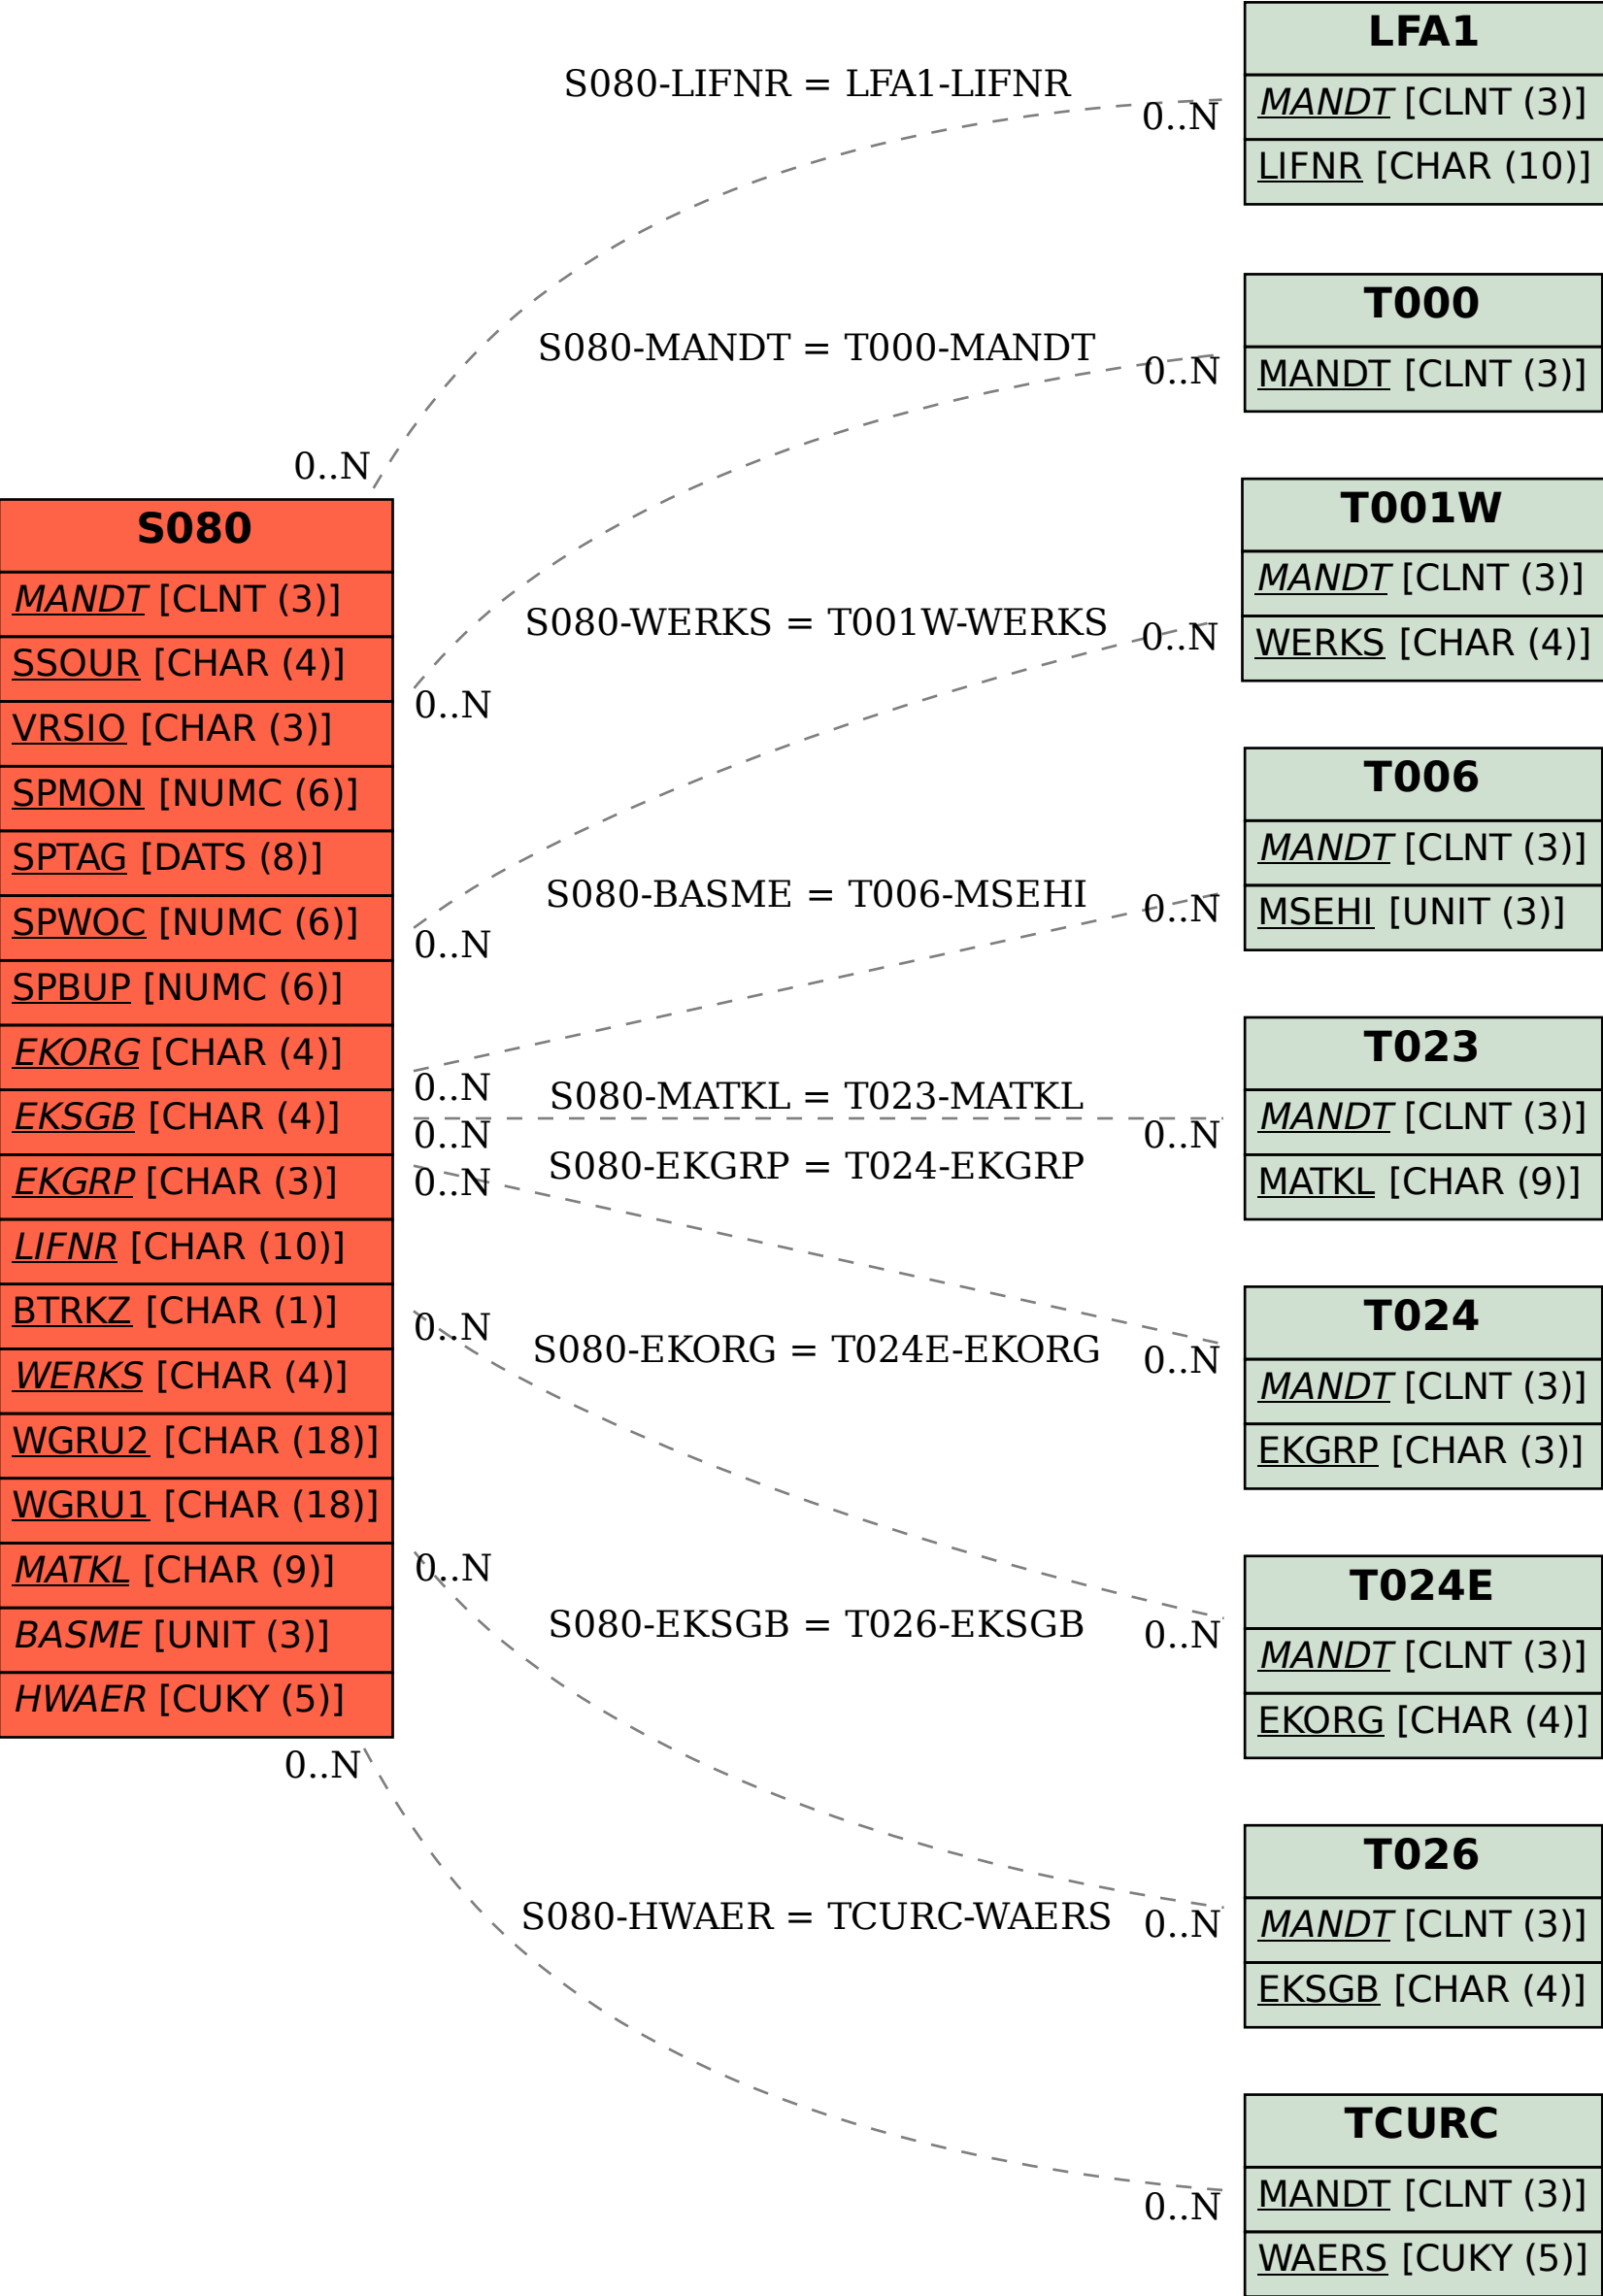 LFA1
MANDT [CLNT (3)]
LIFNR [CHAR (10)]
S080-LIFNR = LFA1-LIFNR
0..N
0..N
T000
MANDT [CLNT (3)]
S080-MANDT = T000-MANDT
0..N
0..N
T001W
MANDT [CLNT (3)]
WERKS [CHAR (4)]
S080-WERKS = T001W-WERKS
0..N
0..N
T006
MANDT [CLNT (3)]
MSEHI [UNIT (3)]
S080-BASME = T006-MSEHI
0..N
0..N
T023
MANDT [CLNT (3)]
MATKL [CHAR (9)]
S080-MATKL = T023-MATKL
0..N
0..N
S080-EKGRP = T024-EKGRP
0..N
0..N
T024
MANDT [CLNT (3)]
EKGRP [CHAR (3)]
S080-EKORG = T024E-EKORG
0..N
0..N
T024E
MANDT [CLNT (3)]
EKORG [CHAR (4)]
S080-EKSGB = T026-EKSGB
0..N
0..N
T026
MANDT [CLNT (3)]
EKSGB [CHAR (4)]
S080-HWAER = TCURC-WAERS
0..N
0..N
TCURC
MANDT [CLNT (3)]
WAERS [CUKY (5)]
S080
MANDT [CLNT (3)]
SSOUR [CHAR (4)]
VRSIO [CHAR (3)]
SPMON [NUMC (6)]
SPTAG [DATS (8)]
SPWOC [NUMC (6)]
SPBUP [NUMC (6)]
EKORG [CHAR (4)]
EKSGB [CHAR (4)]
EKGRP [CHAR (3)]
LIFNR [CHAR (10)]
BTRKZ [CHAR (1)]
WERKS [CHAR (4)]
WGRU2 [CHAR (18)]
WGRU1 [CHAR (18)]
MATKL [CHAR (9)]
BASME [UNIT (3)]
HWAER [CUKY (5)]